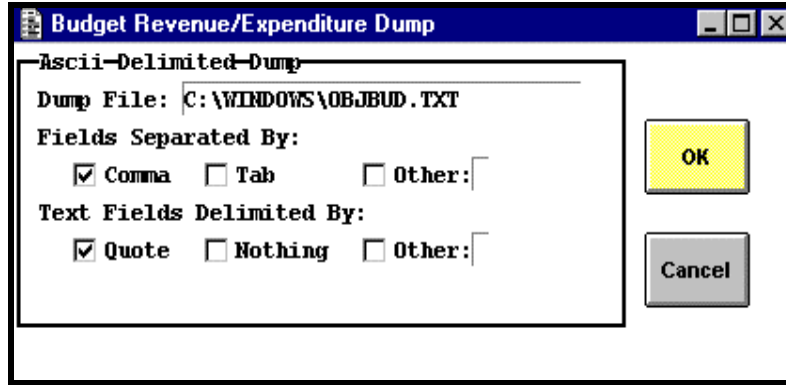 Budget Revenue/Expenditure Dump
Ascii-Delimited-Dump
Dump File: C:\WINDOWS\OBJBUD.TXT
Fields Separated By:
Comma Tab Other:
OK
Text Fields Delimited By:
Quote Nothing Other:
Cancel